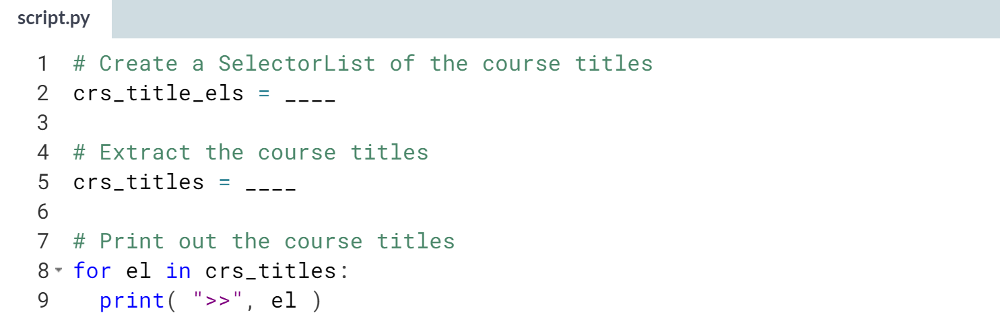 script.py
1 # Create a SelectorList of the course titles
2 crs_title_els = ____
3
4 # Extract the course titles
5 crs_titles = ____
6
7 # Print out the course titles
8 for el in crs_titles:
9   print( ">>", el )